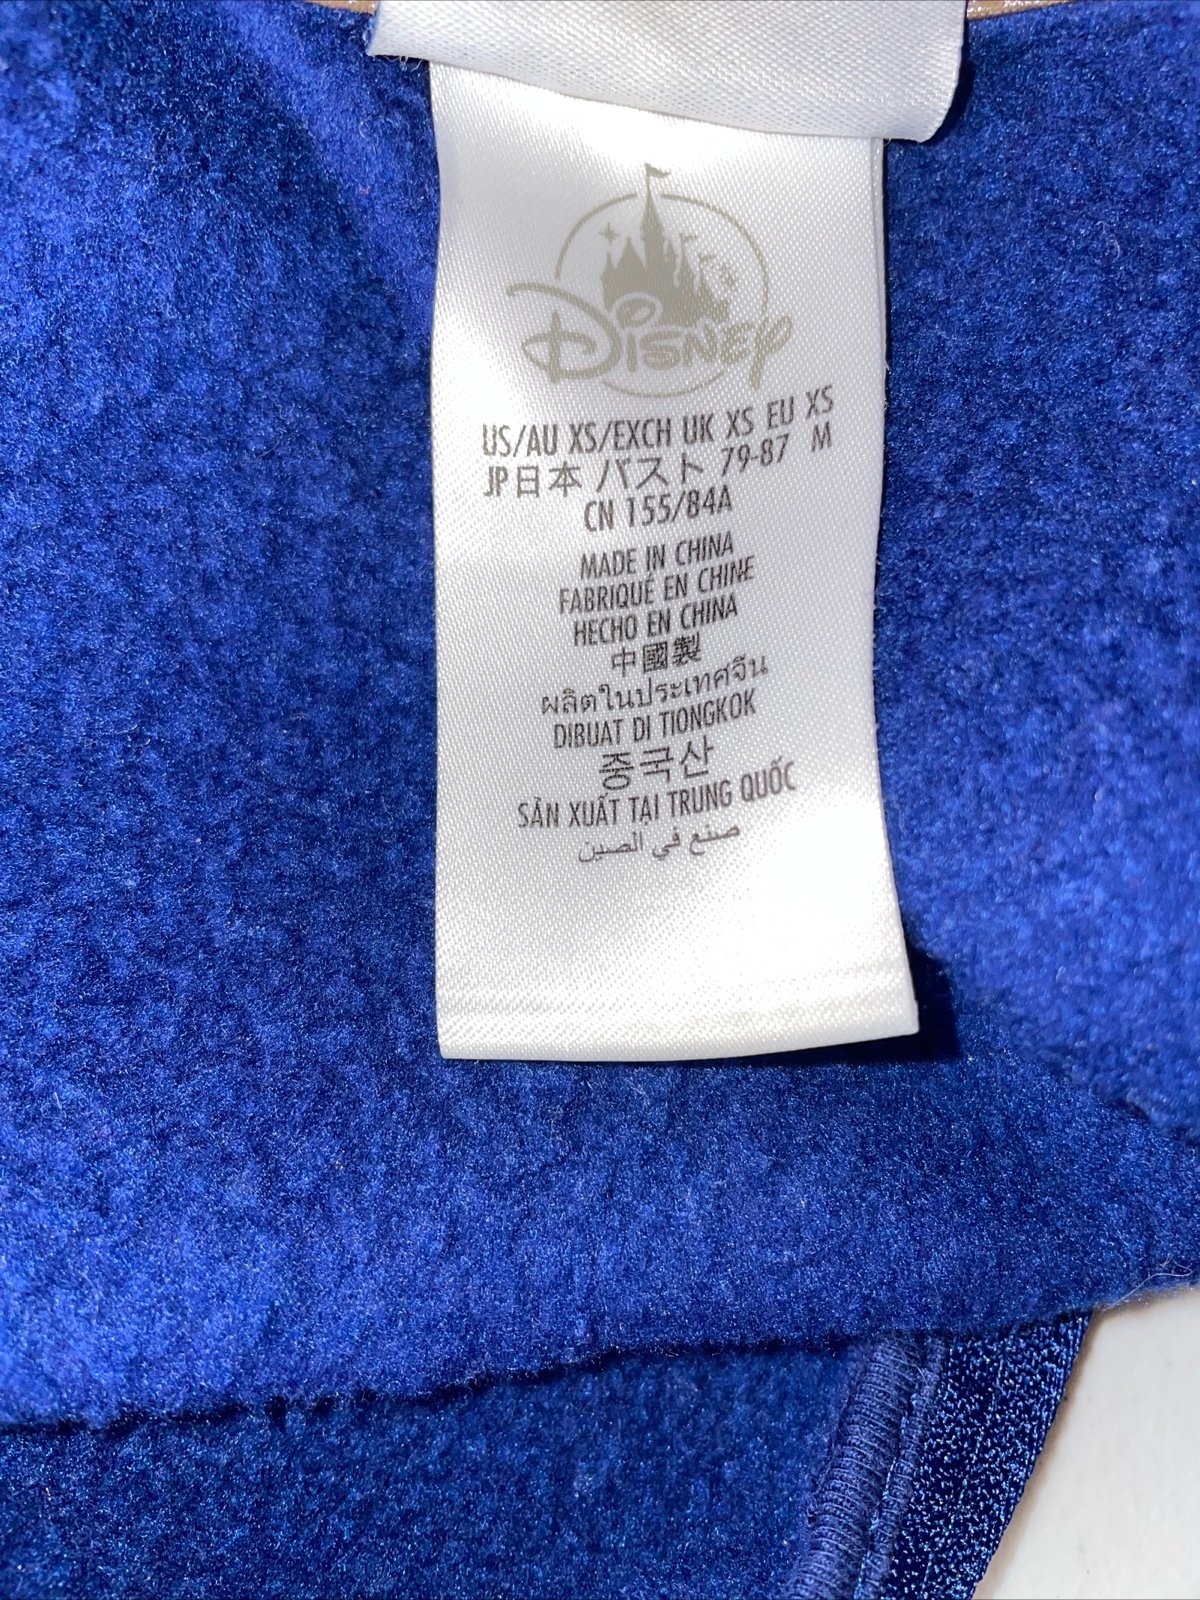 Disney
US/AU XS/EXCH UK XS EU XS
JP日本 バスト 79-87 M
CN 155/84A
MADE IN CHINA
FABRIQUÉ EN CHINE
HECHO EN CHINA
中國製
ผลิตในประเทศจีน
DIBUAT DI TIONGKOK
중국산
SẢN XUẤT TẠI TRUNG QUỐC
صنع في الصين